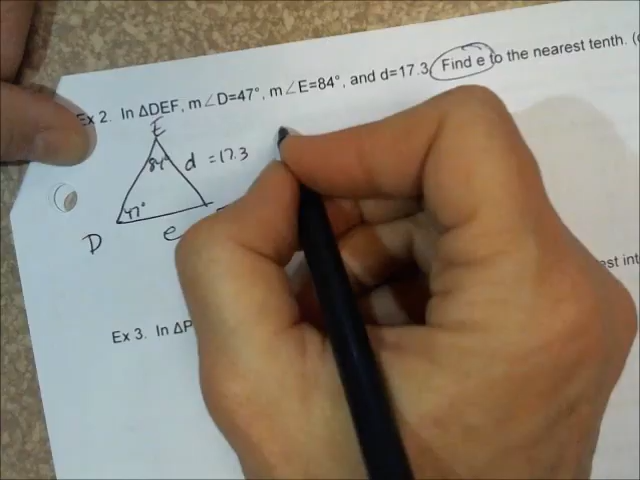 Ex 2. In ΔDEF, m∠D=47°, m∠E=84°, and d=17.3 Find e to the nearest tenth.
E
84° d =17.3
47°
D e
Ex 3. In ΔP